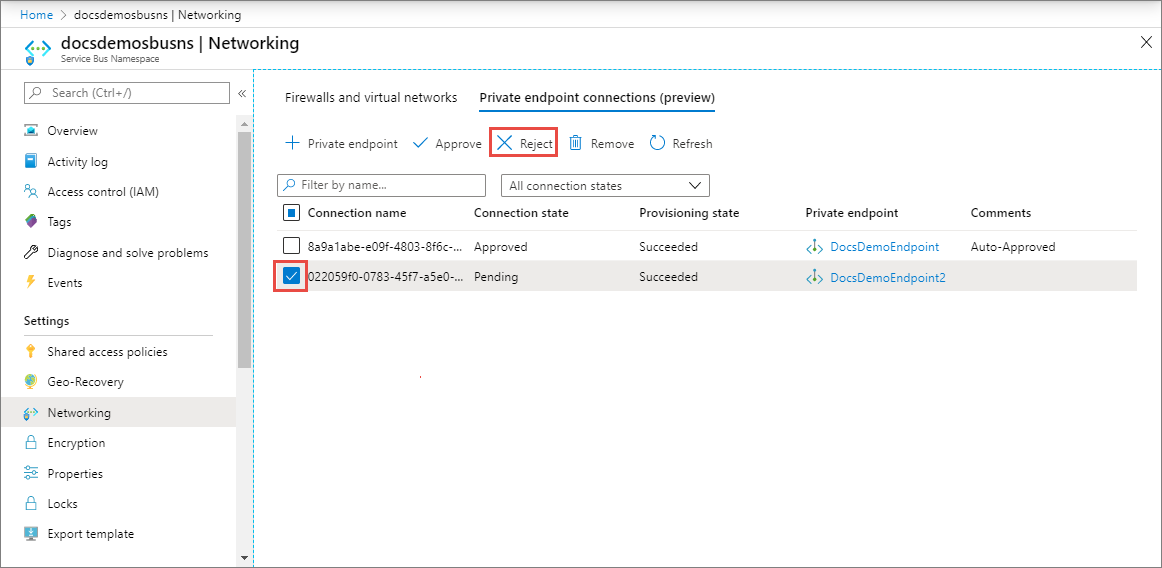 Home > docsdemosbusns | Networking
docsdemosbusns | Networking
Service Bus Namespace
Search (Ctrl+/)
«
Overview
Activity log
Access control (IAM)
Tags
Diagnose and solve problems
Events
Settings
Shared access policies
Geo-Recovery
Networking
Encryption
Properties
Locks
Export template
Firewalls and virtual networks Private endpoint connections (preview)
Private endpoint Approve Reject Remove Refresh
Filter by name... All connection states
Connection name Connection state Provisioning state Private endpoint Comments
8a9a1abe-e09f-4803-8f6c-... Approved Succeeded DocsDemoEndpoint Auto-Approved
022059f0-0783-45f7-a5e0-... Pending Succeeded DocsDemoEndpoint2